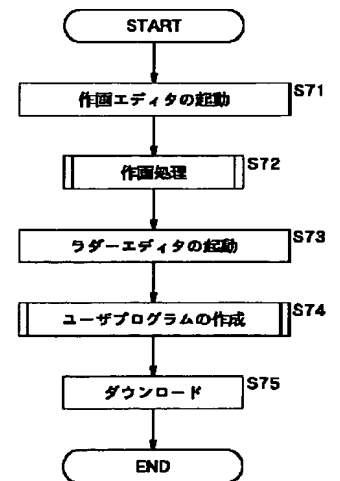 START
作画エディタの起動 S71
作画処理 S72
ラダーエディタの起動 S73
ユーザプログラムの作成 S74
ダウンロード S75
END